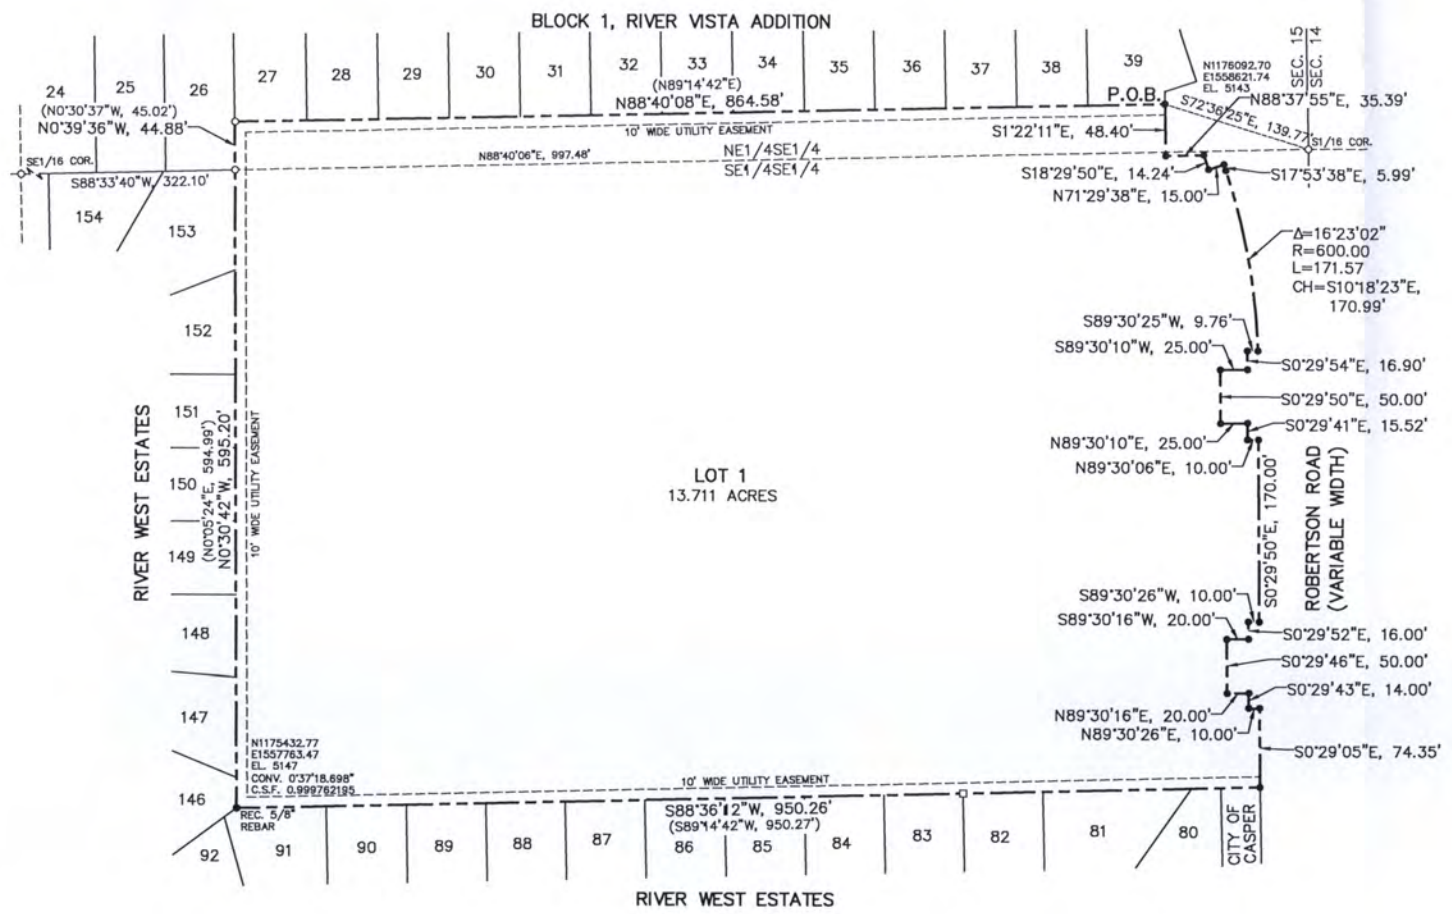 BLOCK 1, RIVER VISTA ADDITION
24
25
26
27
28
29
30
31
32
33
34
35
36
37
38
39
(N89°14'42"E)
N88°40'08"E, 864.58'
(N0°30'37"W, 45.02')
N0°39'36"W, 44.88'
N1176092.70
E1558621.74
EL. 5143
SEC. 15
SEC. 14
P.O.B.
S72°36'25"E, 139.77'
N88°37'55"E, 35.39'
S1/16 COR.
10' WIDE UTILITY EASEMENT
S1°22'11"E, 48.40'
SE1/16 COR.
N88°40'06"E, 997.48'
NE1/4SE1/4
SE1/4SE1/4
S88°33'40"W, 322.10'
S18°29'50"E, 14.24'
S17°53'38"E, 5.99'
N71°29'38"E, 15.00'
154
153
152
151
150
149
148
147
146
Δ=16°23'02"
R=600.00
L=171.57
CH=S10°18'23"E,
170.99'
S89°30'25"W, 9.76'
S89°30'10"W, 25.00'
S0°29'54"E, 16.90'
S0°29'50"E, 50.00'
S0°29'41"E, 15.52'
N89°30'10"E, 25.00'
N89°30'06"E, 10.00'
RIVER WEST ESTATES
(N0°05'24"E, 594.99')
N0°30'42"W, 595.20'
10' WIDE UTILITY EASEMENT
LOT 1
13.711 ACRES
S0°29'50"E, 170.00'
ROBERTSON ROAD
(VARIABLE WIDTH)
S89°30'26"W, 10.00'
S89°30'16"W, 20.00'
S0°29'52"E, 16.00'
S0°29'46"E, 50.00'
S0°29'43"E, 14.00'
N89°30'16"E, 20.00'
N89°30'26"E, 10.00'
S0°29'05"E, 74.35'
N1175432.77
E1557763.47
EL. 5147
CONV. 0°37'18.698"
C.S.F. 0.999762195
10' WIDE UTILITY EASEMENT
REC. 5/8"
REBAR
S88°36'12"W, 950.26'
(S89°14'42"W, 950.27')
92
91
90
89
88
87
86
85
84
83
82
81
80
CITY OF
CASPER
RIVER WEST ESTATES